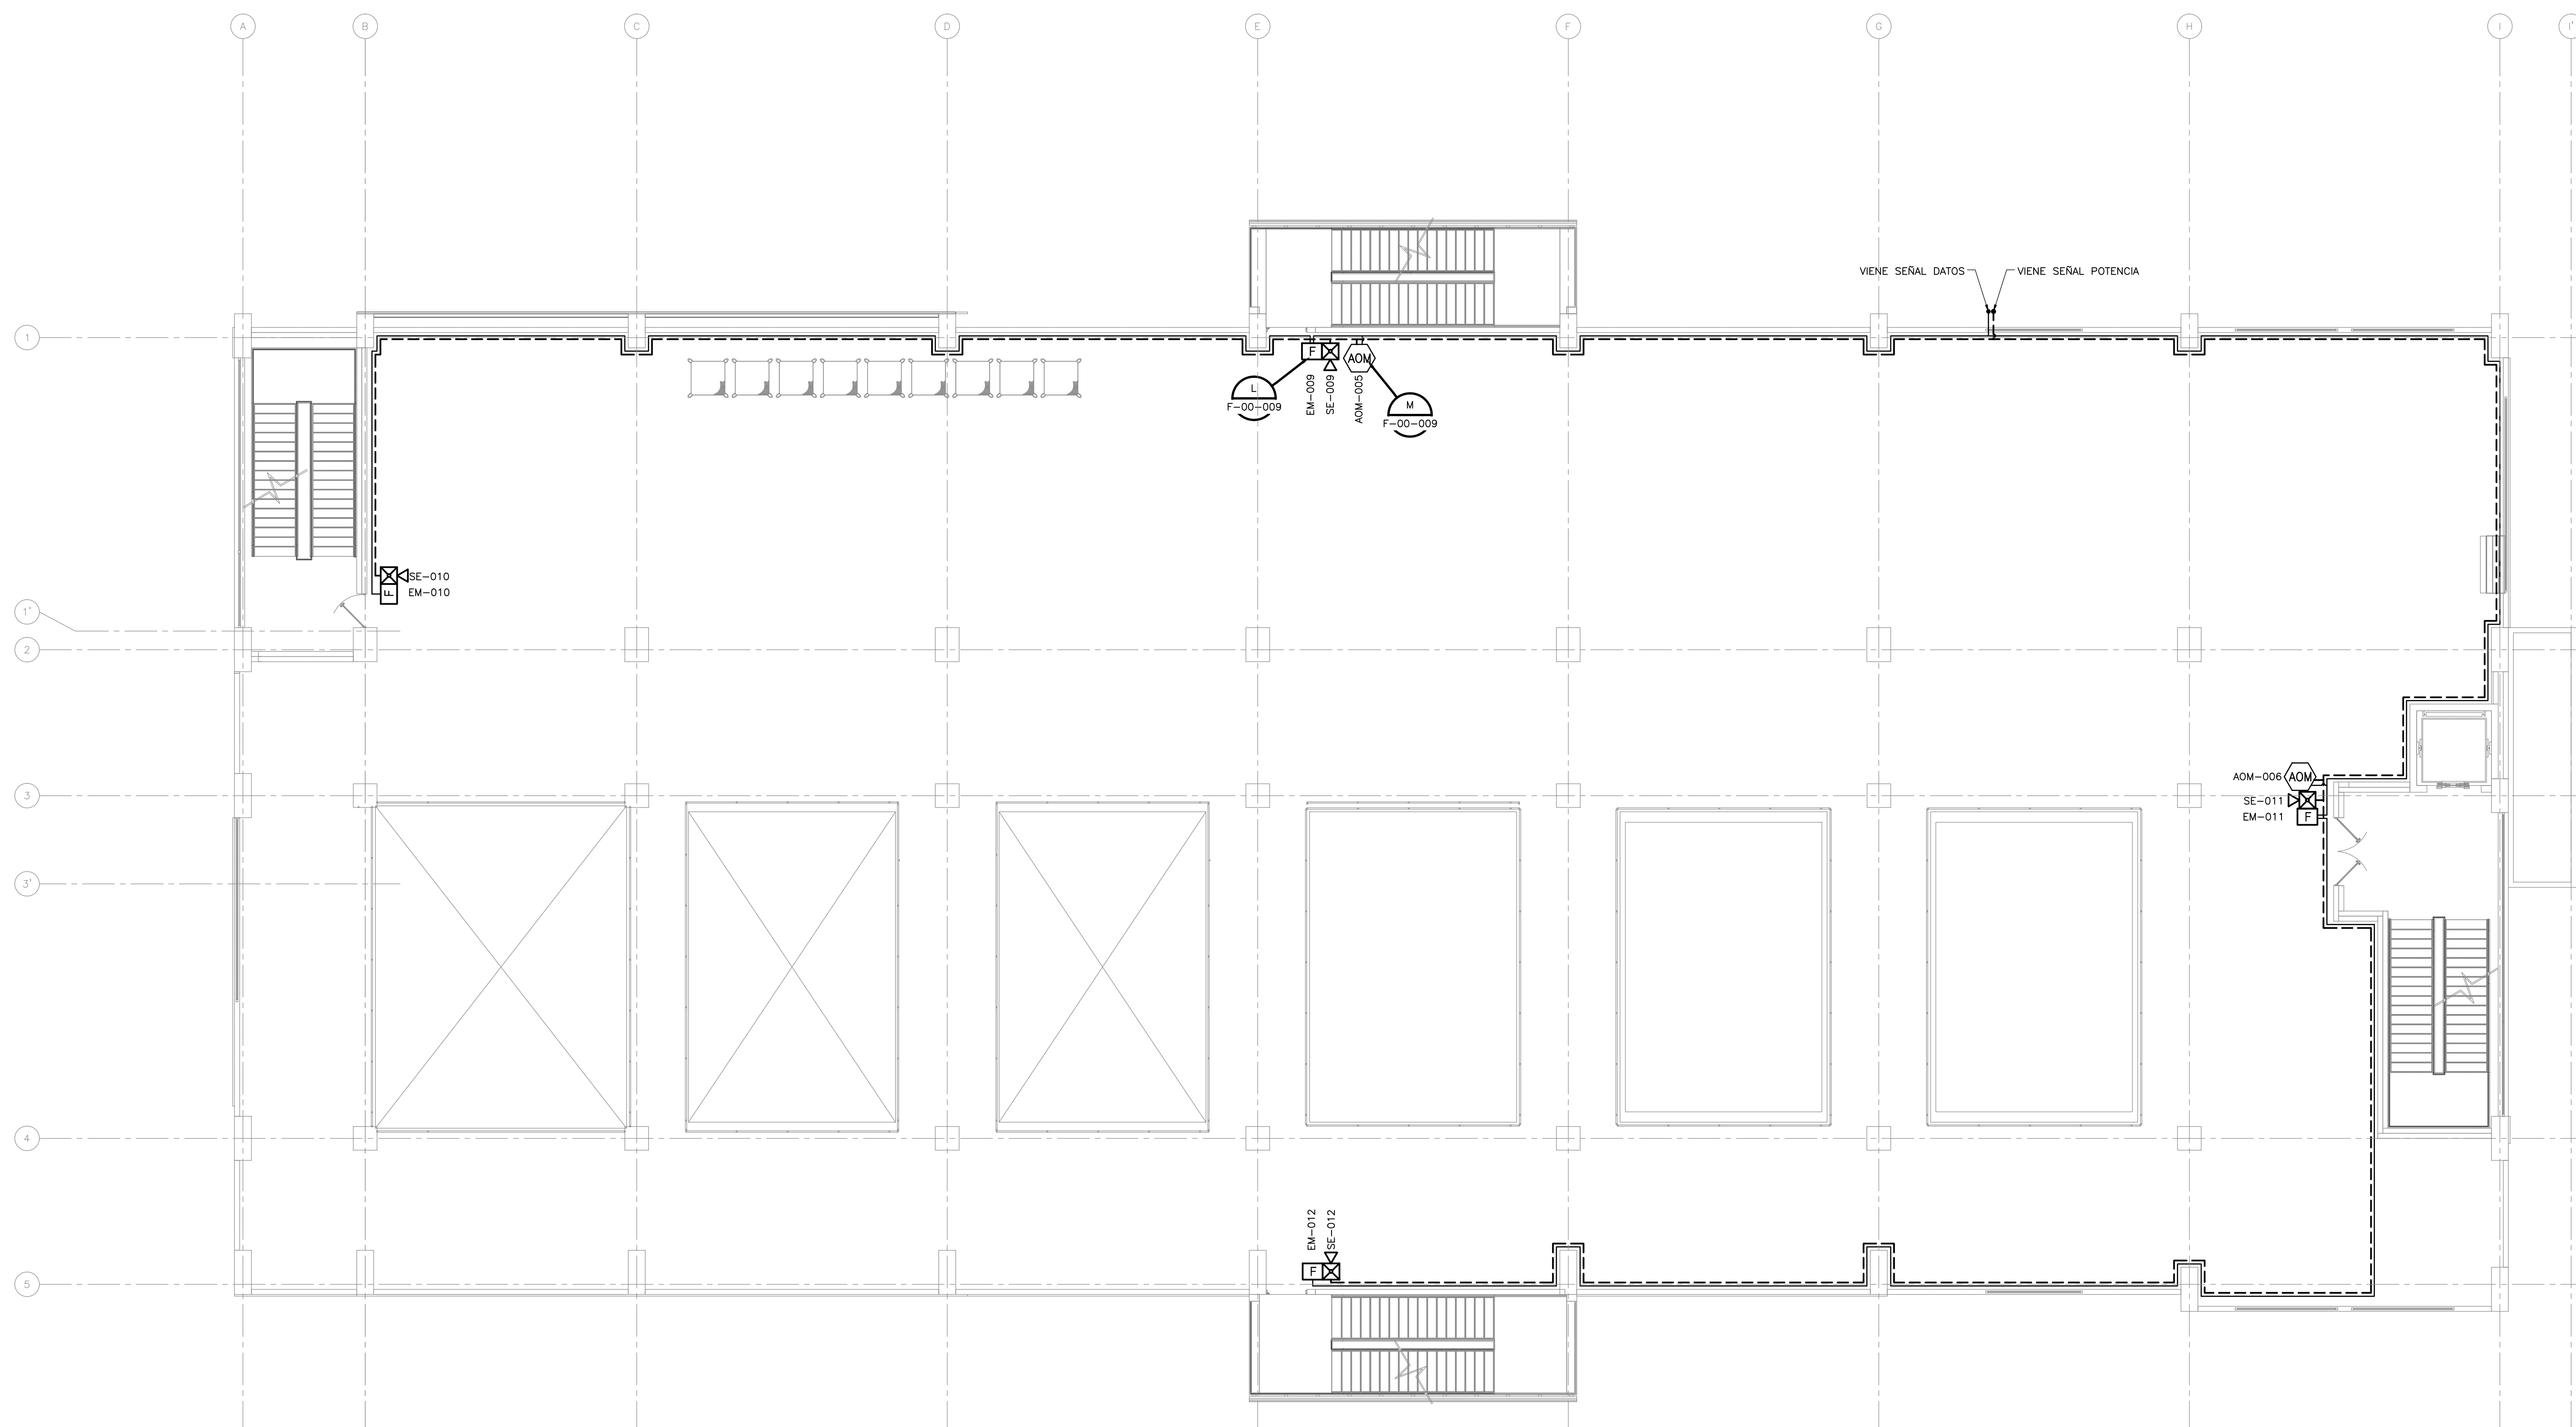 A B C D E F G H I I'
VIENE SEÑAL DATOS
VIENE SEÑAL POTENCIA
1
F
AOM
L
F-00-009
EM-009
SE-009
AOM-005
M
F-00-009
SE-010
F
EM-010
1'
2
3
AOM-006
AOM
SE-011
EM-011
F
3'
4
EM-012
SE-012
F
5